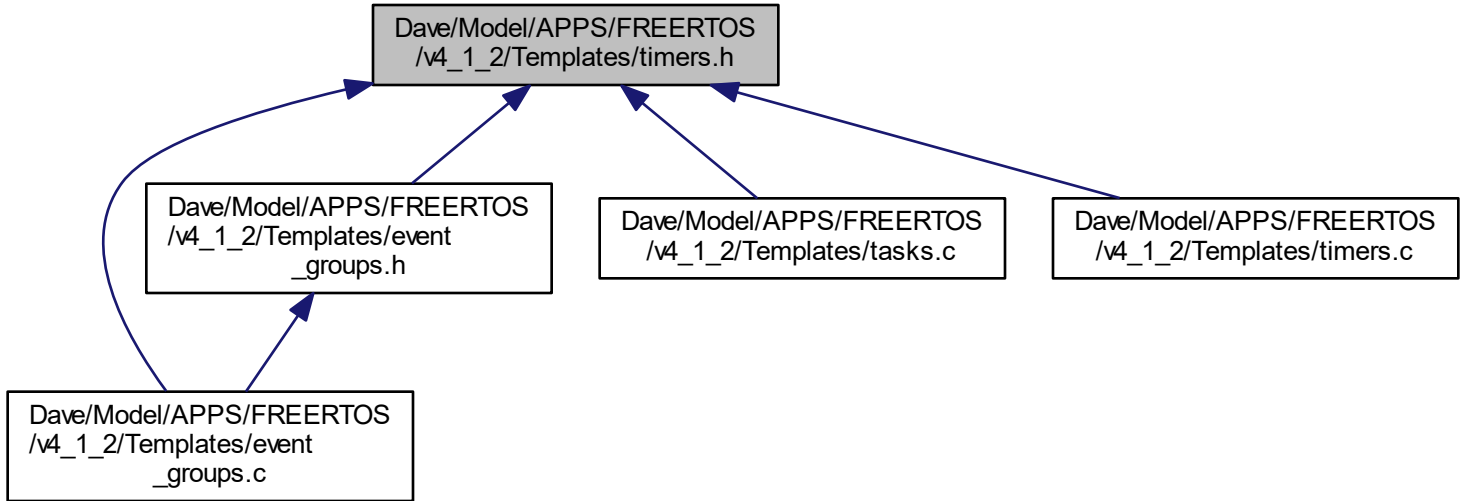 Dave/Model/APPS/FREERTOS
/v4_1_2/Templates/timers.h
Dave/Model/APPS/FREERTOS
/v4_1_2/Templates/event
_groups.h
Dave/Model/APPS/FREERTOS
/v4_1_2/Templates/tasks.c
Dave/Model/APPS/FREERTOS
/v4_1_2/Templates/timers.c
Dave/Model/APPS/FREERTOS
/v4_1_2/Templates/event
_groups.c